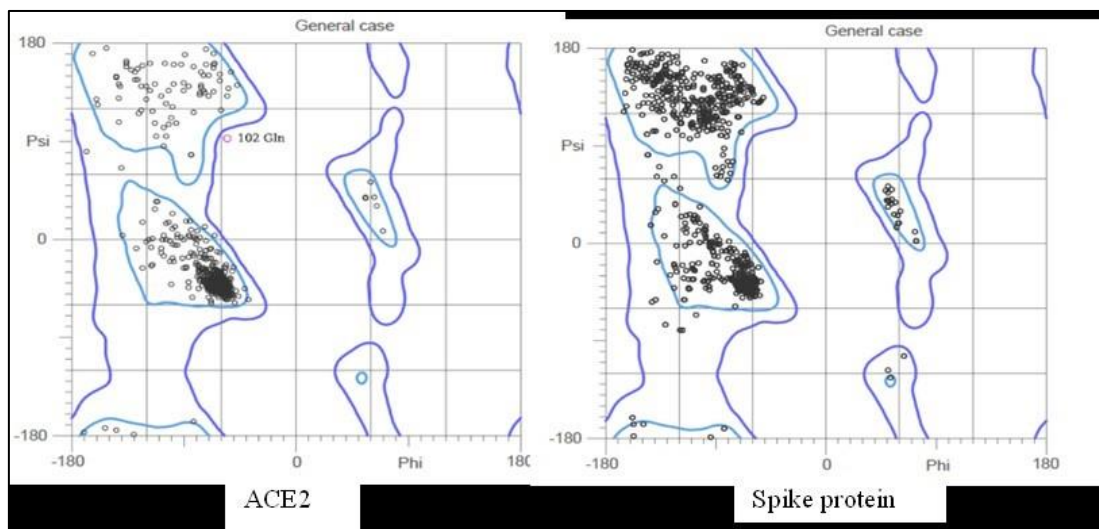 General case
180
Psi
102 Gln
0
-180
-180
0
Phi
180
ACE2
General case
180
Psi
0
-180
-180
0
Phi
180
Spike protein